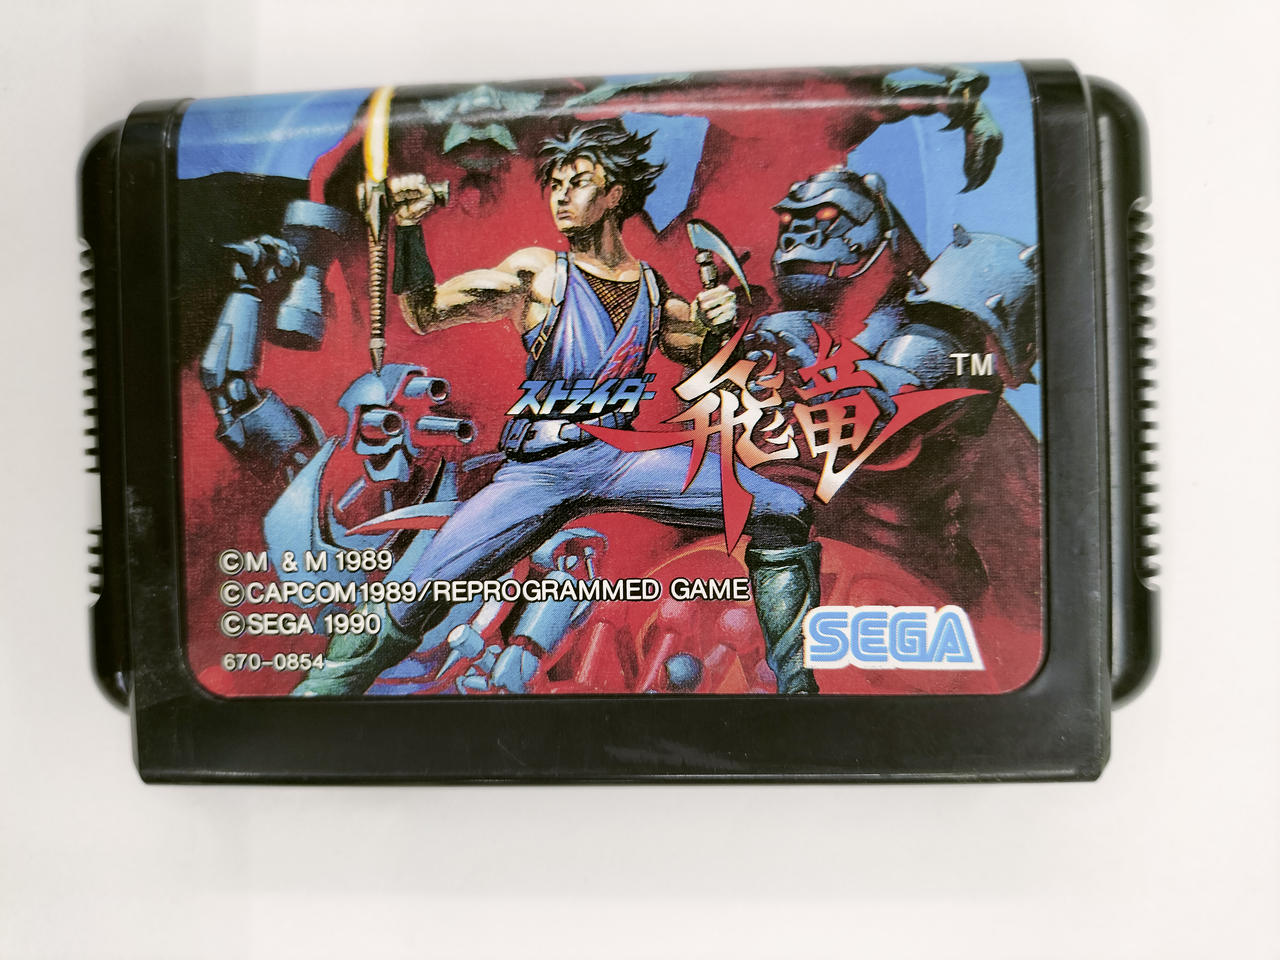 ストライダー 飛竜 TM
©M & M 1989
©CAPCOM 1989/REPROGRAMMED GAME
©SEGA 1990
670-0854
SEGA